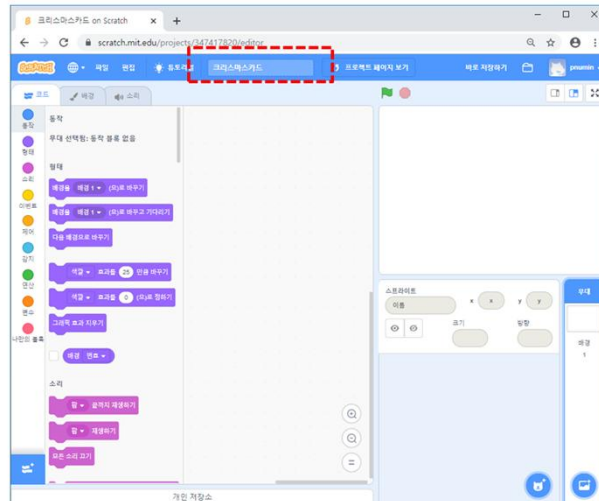 크리스마스카드 on Scratch
scratch.mit.edu/projects/347417820/editor
SCRATCH 파일 편집 튜토리얼 크리스마스카드 프로젝트 페이지 보기 바로 저장하기 pnumin
코드 배경 소리
동작
형태
소리
이벤트
제어
감지
연산
변수
나만의 블록
동작
무대 선택됨: 동작 블록 없음
형태
배경을 배경 1 (으)로 바꾸기
배경을 배경 1 (으)로 바꾸고 기다리기
다음 배경으로 바꾸기
색깔 효과를 25 만큼 바꾸기
색깔 효과를 0 (으)로 정하기
그래픽 효과 지우기
배경 번호
소리
팝 끝까지 재생하기
팝 재생하기
모든 소리 끄기
개인 저장소
스프라이트
이름
x x y y
크기 방향
무대
배경
1